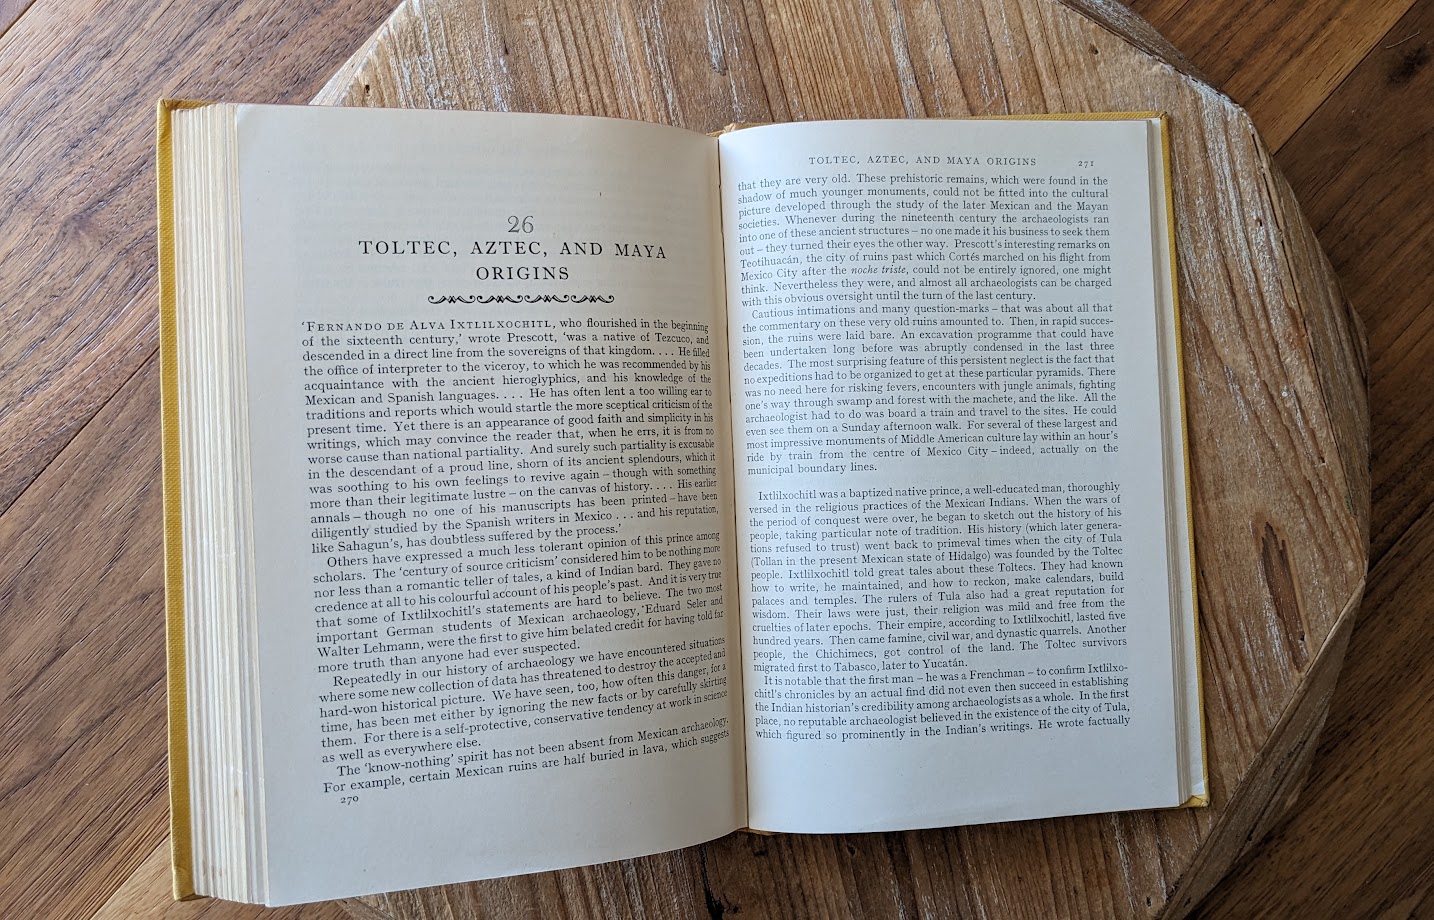 26
TOLTEC, AZTEC, AND MAYA
ORIGINS
‘FERNANDO DE ALVA IXTLILXOCHITL, who flourished in the beginning
of the sixteenth century,’ wrote Prescott, ‘was a native of Tezcuco, and
descended in a direct line from the sovereigns of that kingdom. . . . He filled
the office of interpreter to the viceroy, to which he was recommended by his
acquaintance with the ancient hieroglyphics, and his knowledge of the
Mexican and Spanish languages. . . . He has often lent a too willing ear to
traditions and reports which would startle the more sceptical criticism of the
present time. Yet there is an appearance of good faith and simplicity in his
writings, which may convince the reader that, when he errs, it is from no
worse cause than national partiality. And surely such partiality is excusable
in the descendant of a proud line, shorn of its ancient splendours, which it
was soothing to his own feelings to revive again – though with something
more than their legitimate lustre – on the canvas of history. . . . His earlier
annals – though no one of his manuscripts has been printed – have been
diligently studied by the Spanish writers in Mexico . . . and his reputation,
like Sahagun’s, has doubtless suffered by the process.’
Others have expressed a much less tolerant opinion of this prince among
scholars. The ‘century of source criticism’ considered him to be nothing more
nor less than a romantic teller of tales, a kind of Indian bard. They gave no
credence at all to his colourful account of his people’s past. And it is very true
that some of Ixtlilxochitl’s statements are hard to believe. The two most
important German students of Mexican archaeology, Eduard Seler and
Walter Lehmann, were the first to give him belated credit for having told far
more truth than anyone had ever suspected.
Repeatedly in our history of archaeology we have encountered situations
where some new collection of data has threatened to destroy the accepted and
hard-won historical picture. We have seen, too, how often this danger, for a
time, has been met either by ignoring the new facts or by carefully skirting
them. For there is a self-protective, conservative tendency at work in science
as well as everywhere else.
The ‘know-nothing’ spirit has not been absent from Mexican archaeology.
For example, certain Mexican ruins are half buried in lava, which suggests
270
TOLTEC, AZTEC, AND MAYA ORIGINS 271
that they are very old. These prehistoric remains, which were found in the
shadow of much younger monuments, could not be fitted into the cultural
picture developed through the study of the later Mexican and the Mayan
societies. Whenever during the nineteenth century the archaeologists ran
into one of these ancient structures – no one made it his business to seek them
out – they turned their eyes the other way. Prescott’s interesting remarks on
Teotihuacán, the city of ruins past which Cortés marched on his flight from
Mexico City after the noche triste, could not be entirely ignored, one might
think. Nevertheless they were, and almost all archaeologists can be charged
with this obvious oversight until the turn of the last century.
Cautious intimations and many question-marks – that was about all that
the commentary on these very old ruins amounted to. Then, in rapid succes-
sion, the ruins were laid bare. An excavation programme that could have
been undertaken long before was abruptly condensed in the last three
decades. The most surprising feature of this persistent neglect is the fact that
no expeditions had to be organized to get at these particular pyramids. There
was no need here for risking fevers, encounters with jungle animals, fighting
one’s way through swamp and forest with the machete, and the like. All the
archaeologist had to do was board a train and travel to the sites. He could
even see them on a Sunday afternoon walk. For several of these largest and
most impressive monuments of Middle American culture lay within an hour’s
ride by train from the centre of Mexico City – indeed, actually on the
municipal boundary lines.
Ixtlilxochitl was a baptized native prince, a well-educated man, thoroughly
versed in the religious practices of the Mexican Indians. When the wars of
the period of conquest were over, he began to sketch out the history of his
people, taking particular note of tradition. His history (which later genera-
tions refused to trust) went back to primeval times when the city of Tula
(Tollan in the present Mexican state of Hidalgo) was founded by the Toltec
people. Ixtlilxochitl told great tales about these Toltecs. They had known
how to write, he maintained, and how to reckon, make calendars, build
palaces and temples. The rulers of Tula also had a great reputation for
wisdom. Their laws were just, their religion was mild and free from the
cruelties of later epochs. Their empire, according to Ixtlilxochitl, lasted five
hundred years. Then came famine, civil war, and dynastic quarrels. Another
people, the Chichimecs, got control of the land. The Toltec survivors
migrated first to Tabasco, later to Yucatán.
It is notable that the first man – he was a Frenchman – to confirm Ixtlilxo-
chitl’s chronicles by an actual find did not even then succeed in establishing
the Indian historian’s credibility among archaeologists as a whole. In the first
place, no reputable archaeologist believed in the existence of the city of Tula,
which figured so prominently in the Indian’s writings. He wrote factually